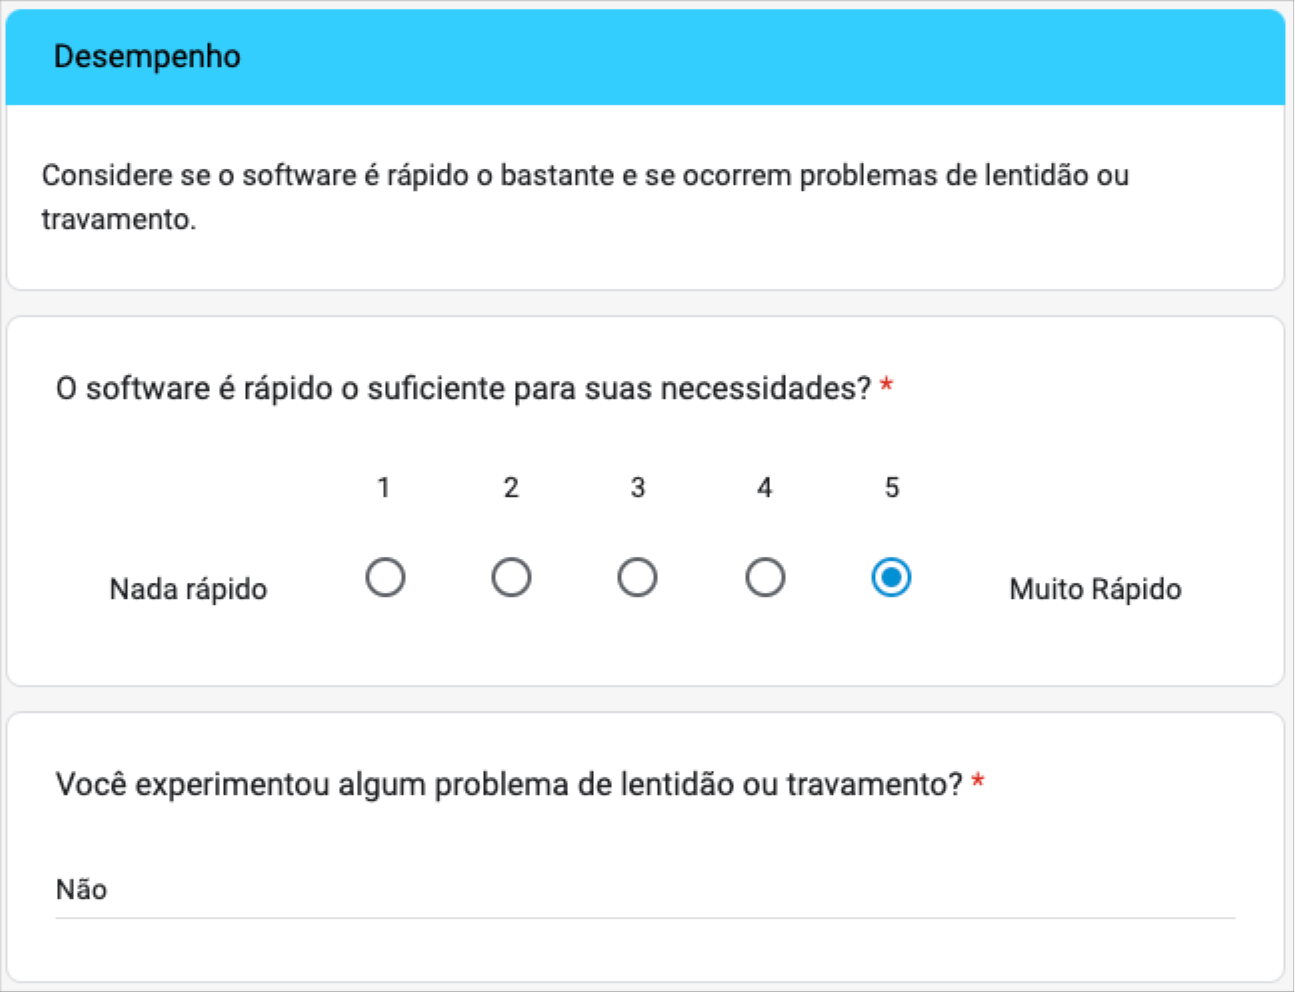 Desempenho
Considere se o software é rápido o bastante e se ocorrem problemas de lentidão ou
travamento.
O software é rápido o suficiente para suas necessidades? *
1 2 3 4 5
Nada rápido Muito Rápido
Você experimentou algum problema de lentidão ou travamento? *
Não